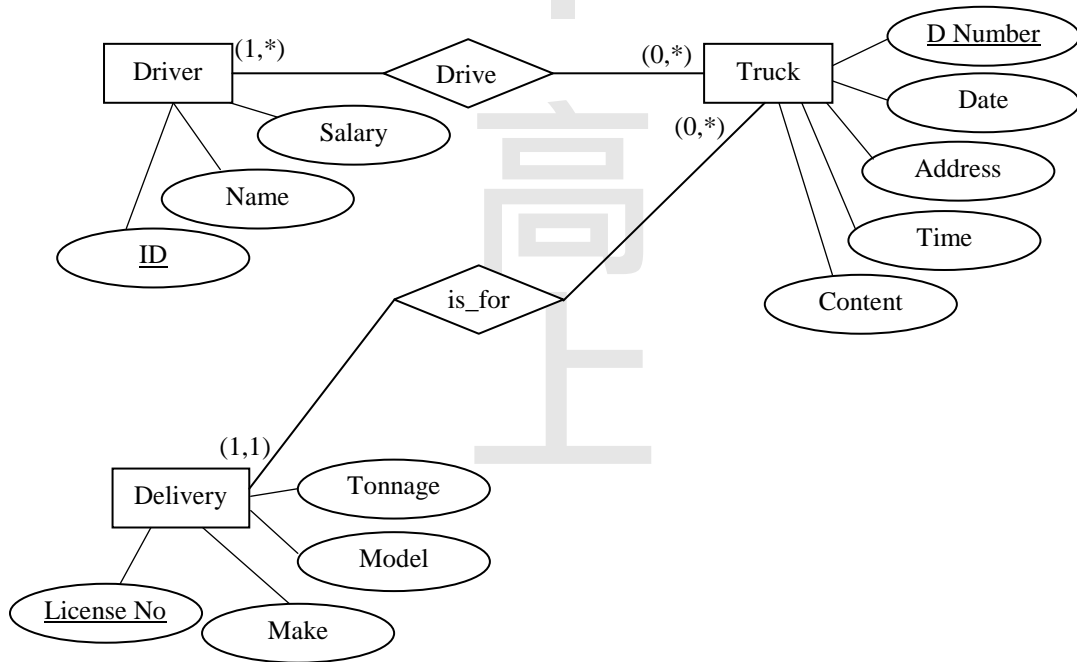 D Number
(1,*)
(0,*)
Driver
Drive
Truck
Date
Salary
(0,*)
Address
Name
Time
ID
is_for
Content
(1,1)
Tonnage
Delivery
Model
License No
Make
高
上